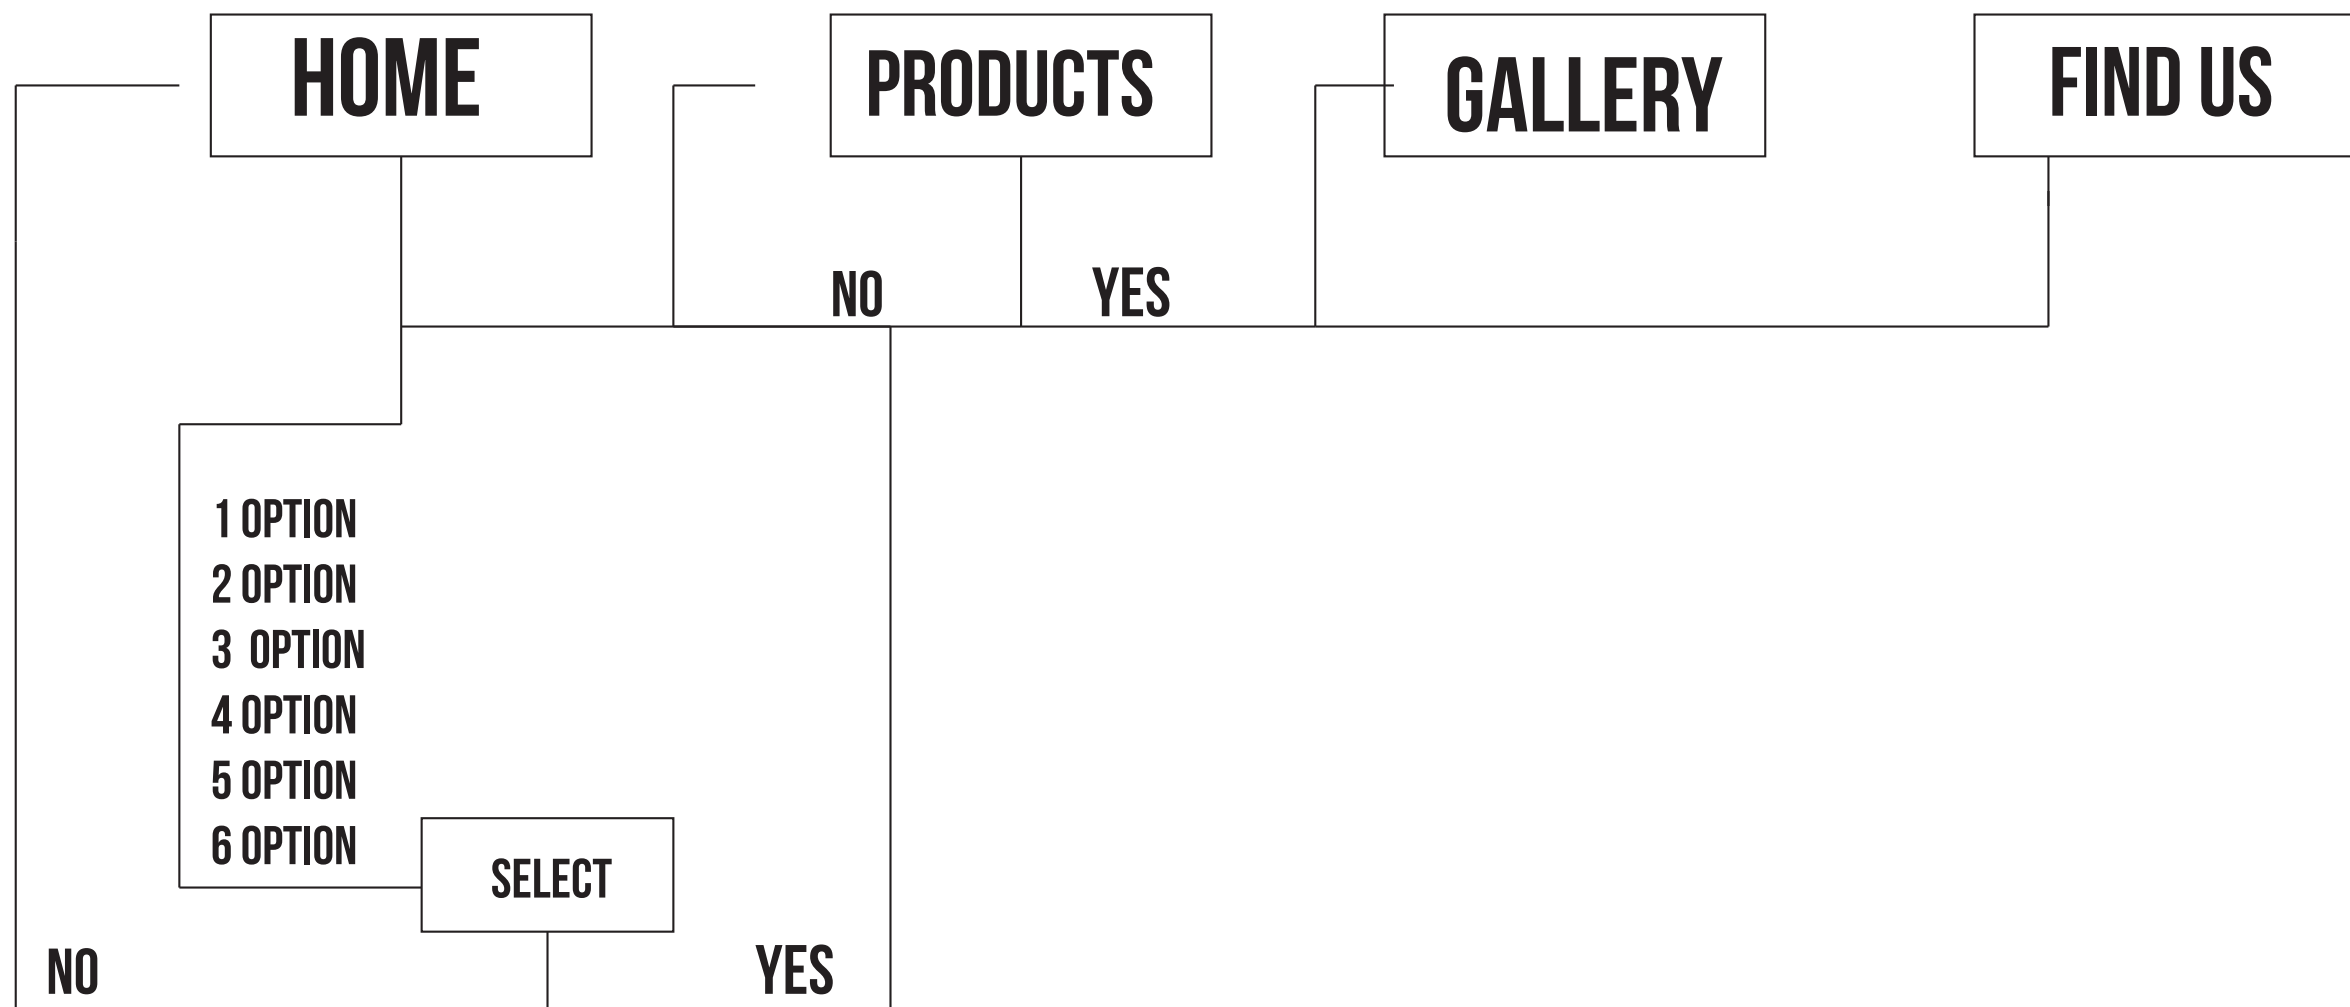 HOME
PRODUCTS
GALLERY
FIND US
NO
YES
1 OPTION
2 OPTION
3 OPTION
4 OPTION
5 OPTION
6 OPTION
SELECT
NO
YES